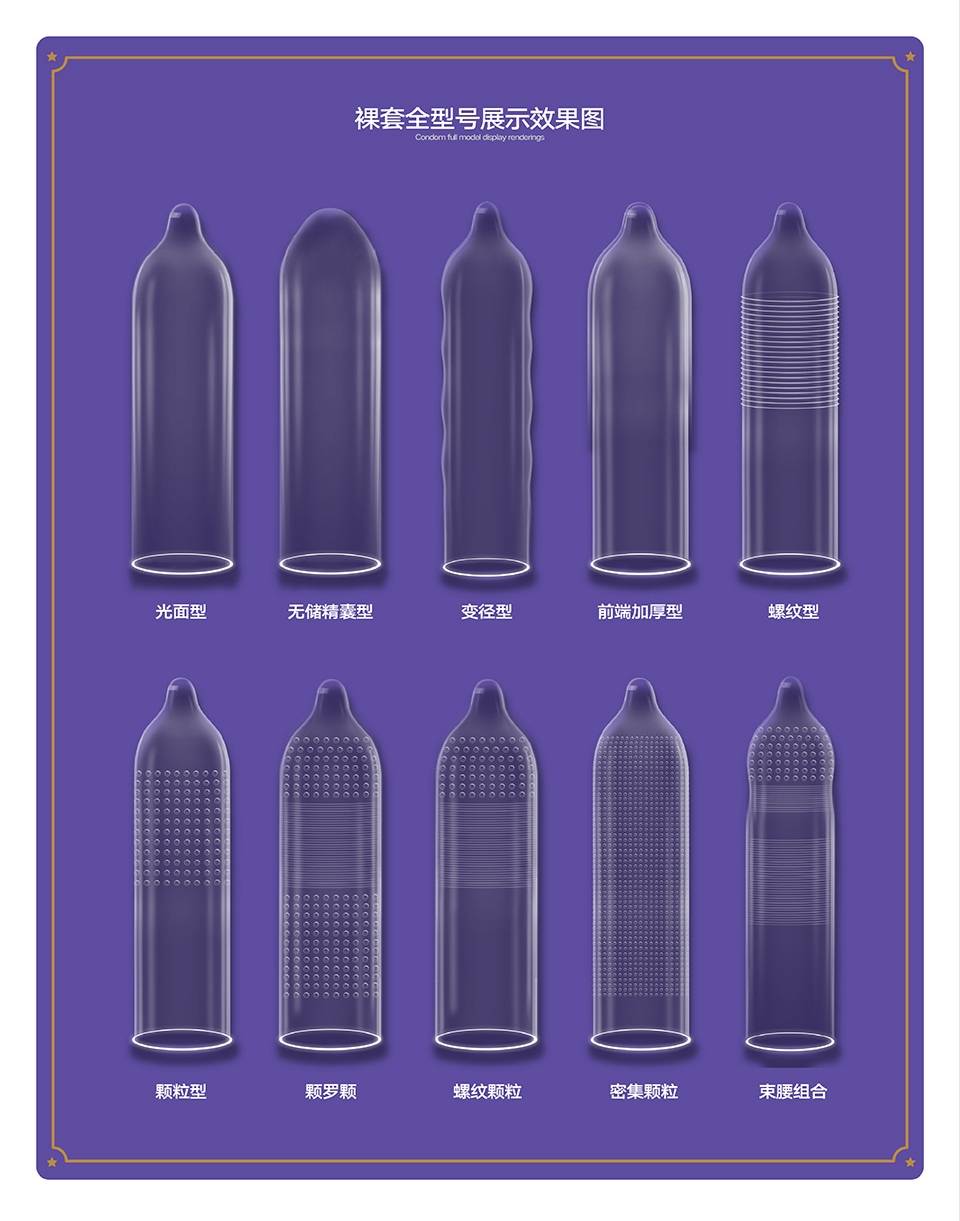 裸套全型号展示效果图
Condom full model display renderings
光面型
无储精囊型
变径型
前端加厚型
螺纹型
颗粒型
颗罗颗
螺纹颗粒
密集颗粒
束腰组合